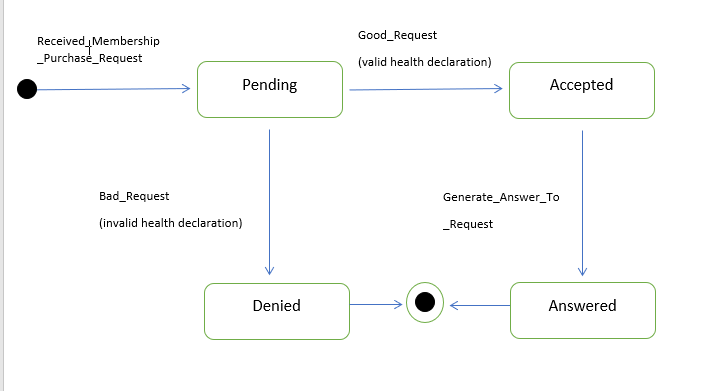 Received_Membership
_Purchase_Request
Good_Request
(valid health declaration)
Pending
Accepted
Bad_Request
(invalid health declaration)
Generate_Answer_To
_Request
Denied
Answered